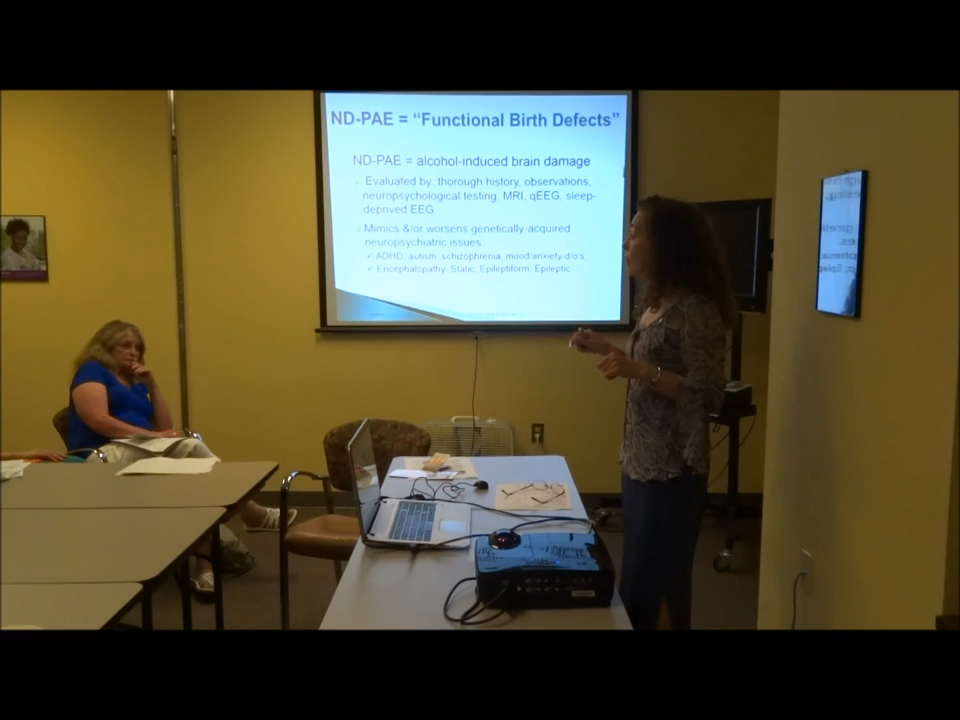 ND-PAE = “Functional Birth Defects”
ND-PAE = alcohol-induced brain damage
Evaluated by: thorough history, observations,
neuropsychological testing, MRI, qEEG, sleep-
deprived EEG
Mimics &/or worsens genetically-acquired
neuropsychiatric issues
✓ ADHD, autism, schizophrenia, mood/anxiety d/o's,
✓ Encephalopathy: Static, Epileptiform, Epileptic